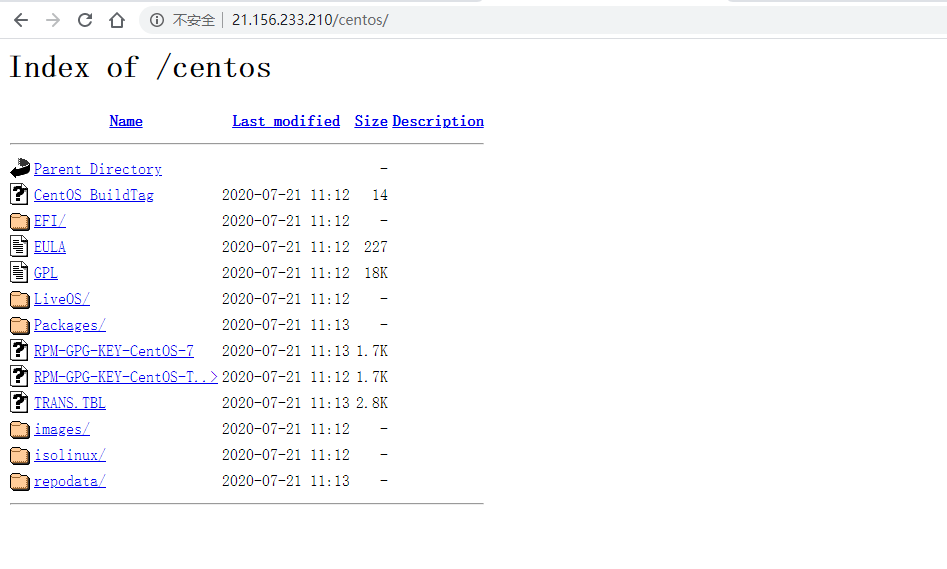 不安全 | 21.156.233.210/centos/
Index of /centos
Name Last modified Size Description
Parent Directory -
CentOS_BuildTag 2020-07-21 11:12 14
EFI/ 2020-07-21 11:12 -
EULA 2020-07-21 11:12 227
GPL 2020-07-21 11:12 18K
LiveOS/ 2020-07-21 11:12 -
Packages/ 2020-07-21 11:13 -
RPM-GPG-KEY-CentOS-7 2020-07-21 11:13 1.7K
RPM-GPG-KEY-CentOS-T..> 2020-07-21 11:12 1.7K
TRANS.TBL 2020-07-21 11:13 2.8K
images/ 2020-07-21 11:12 -
isolinux/ 2020-07-21 11:12 -
repodata/ 2020-07-21 11:13 -